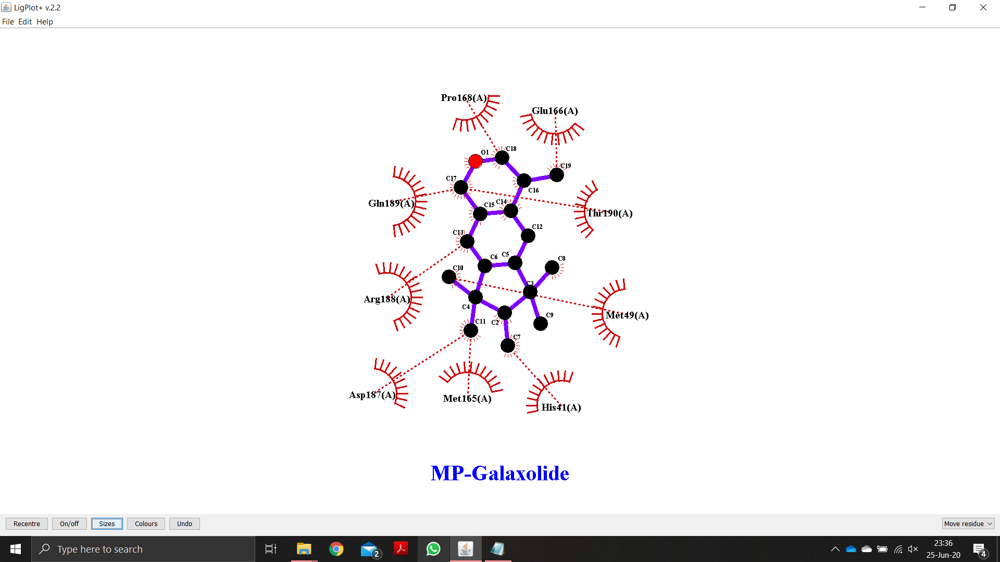 LigPlot+ v.2.2
File Edit Help
Pro168(A)
Glu166(A)
C18
O1
C19
C17
C16
C14
C15
Gln189(A)
Thr190(A)
C12
C13
C6
C5
C8
C10
C3
Arg188(A)
C4
Met49(A)
C9
C11
C2
C7
Asp187(A)
Met165(A)
His41(A)
MP-Galaxolide
Recentre On/off Sizes Colours Undo Move residue
Type here to search
2
23:36
25-Jun-20
4